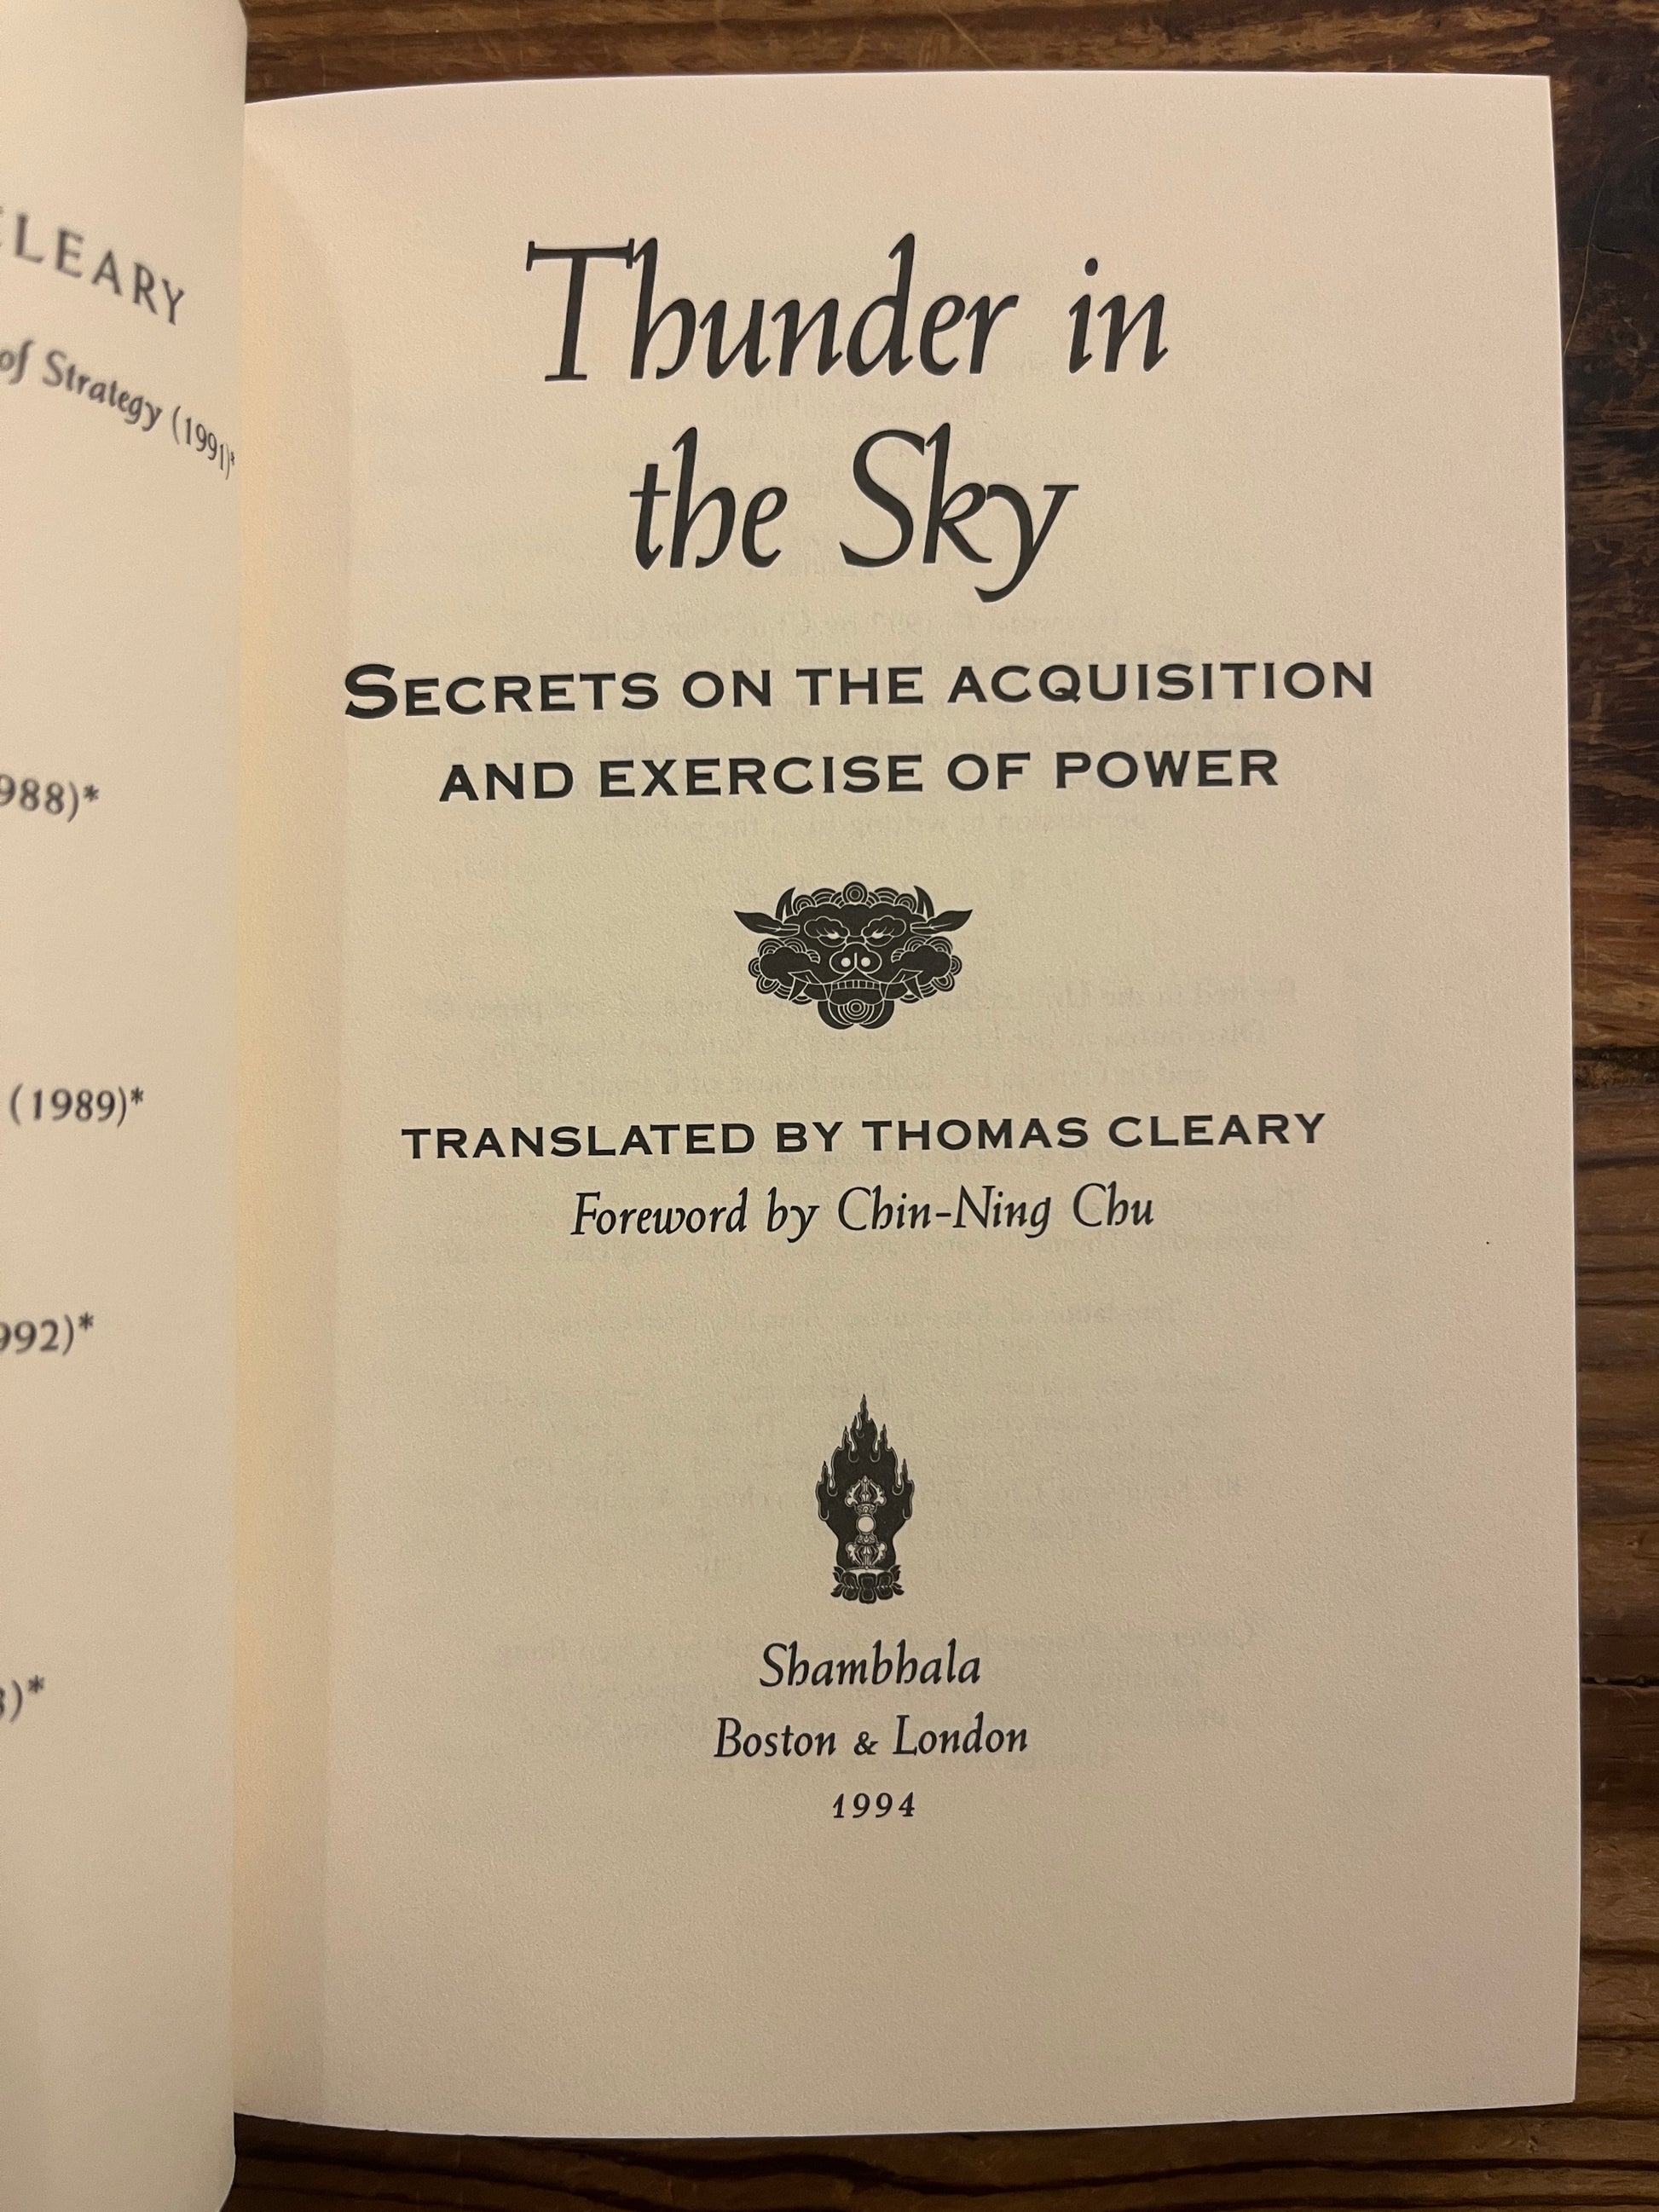 CLEARY
of Strategy (1991)*
988)*
(1989)*
992)*
)*
Thunder in
the Sky
SECRETS ON THE ACQUISITION
AND EXERCISE OF POWER
TRANSLATED BY THOMAS CLEARY
Foreword by Chin-Ning Chu
Shambhala
Boston & London
1994